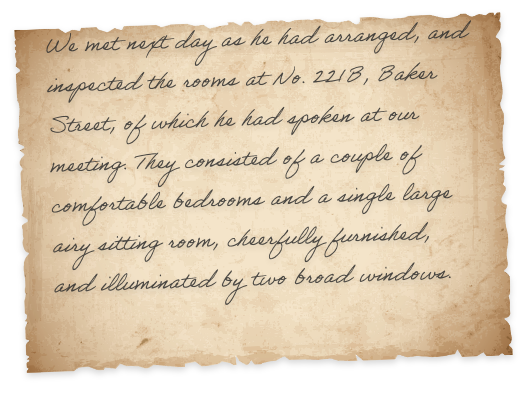 We met next day as he had arranged, and
inspected the rooms at No. 221B, Baker
Street, of which he had spoken at our
meeting. They consisted of a couple of
comfortable bedrooms and a single large
airy sitting room, cheerfully furnished,
and illuminated by two broad windows.